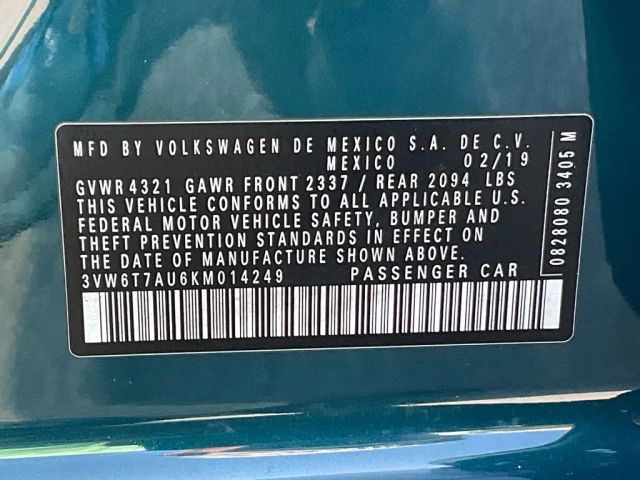 MFD BY VOLKSWAGEN DE MEXICO S.A. DE C.V.
MEXICO 02/19
GVWR 4321 GAWR FRONT 2337 / REAR 2094 LBS
THIS VEHICLE CONFORMS TO ALL APPLICABLE U.S.
FEDERAL MOTOR VEHICLE SAFETY, BUMPER AND
THEFT PREVENTION STANDARDS IN EFFECT ON
THE DATE OF MANUFACTURE SHOWN ABOVE.
3VW6T7AU6KM014249 PASSENGER CAR
0828080 3405 M